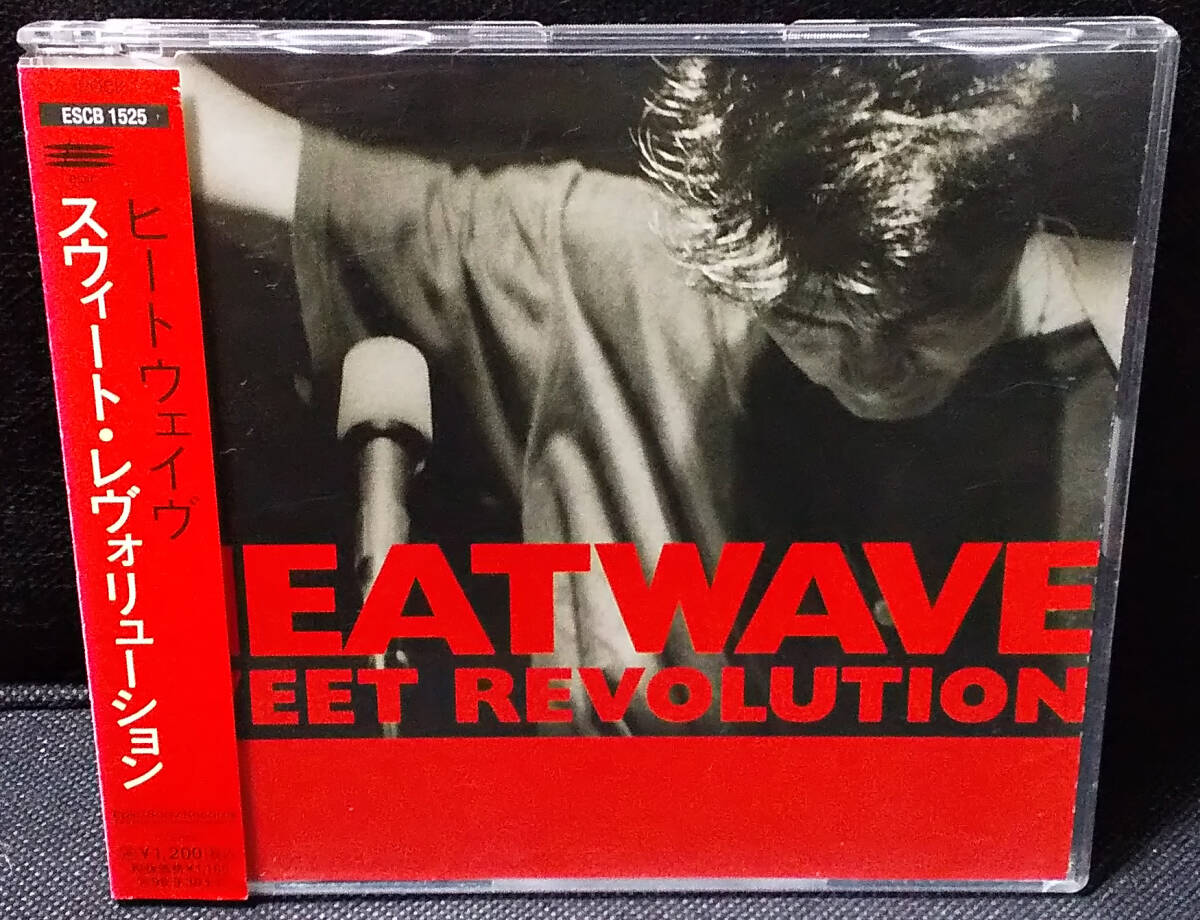 ESCB 1525
ヒートウェイヴ
スウィート・レヴォリューション
¥1,200
EATWAVE
EET REVOLUTION